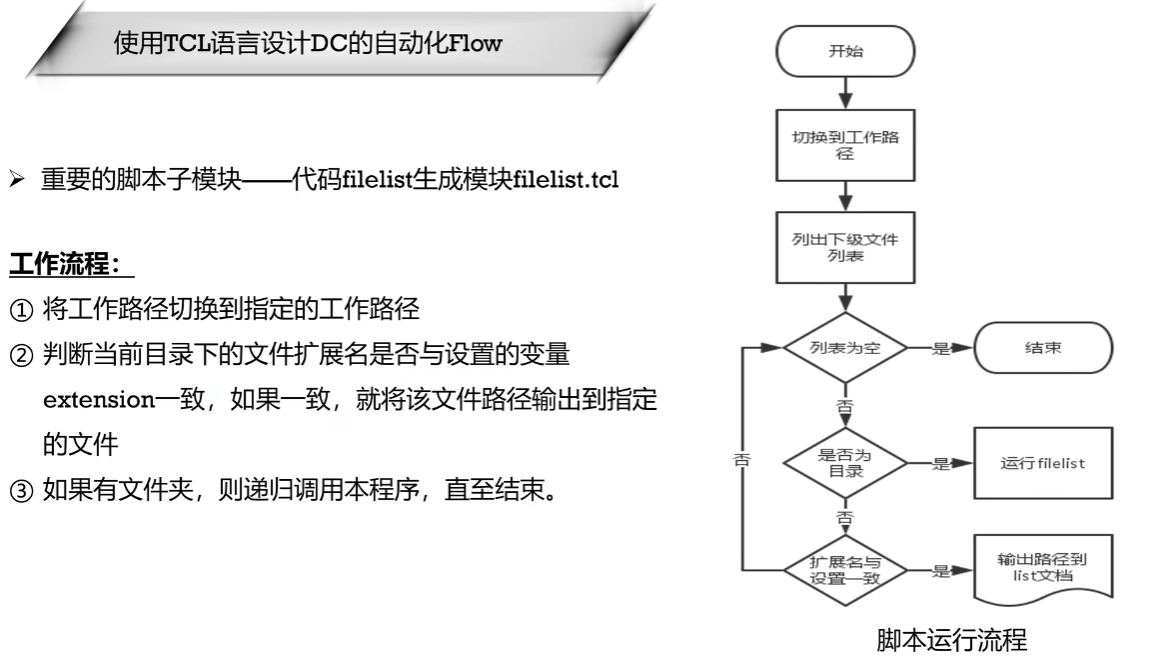 使用TCL语言设计DC的自动化Flow
➢ 重要的脚本子模块——代码filelist生成模块filelist.tcl
工作流程：
① 将工作路径切换到指定的工作路径
② 判断当前目录下的文件扩展名是否与设置的变量
extension一致，如果一致，就将该文件路径输出到指定
的文件
③ 如果有文件夹，则递归调用本程序，直至结束。
开始
切换到工作路
径
列出下级文件
列表
列表为空
是
结束
否
是否为
目录
是
运行filelist
否
否
扩展名与
设置一致
是
输出路径到
list文档
脚本运行流程